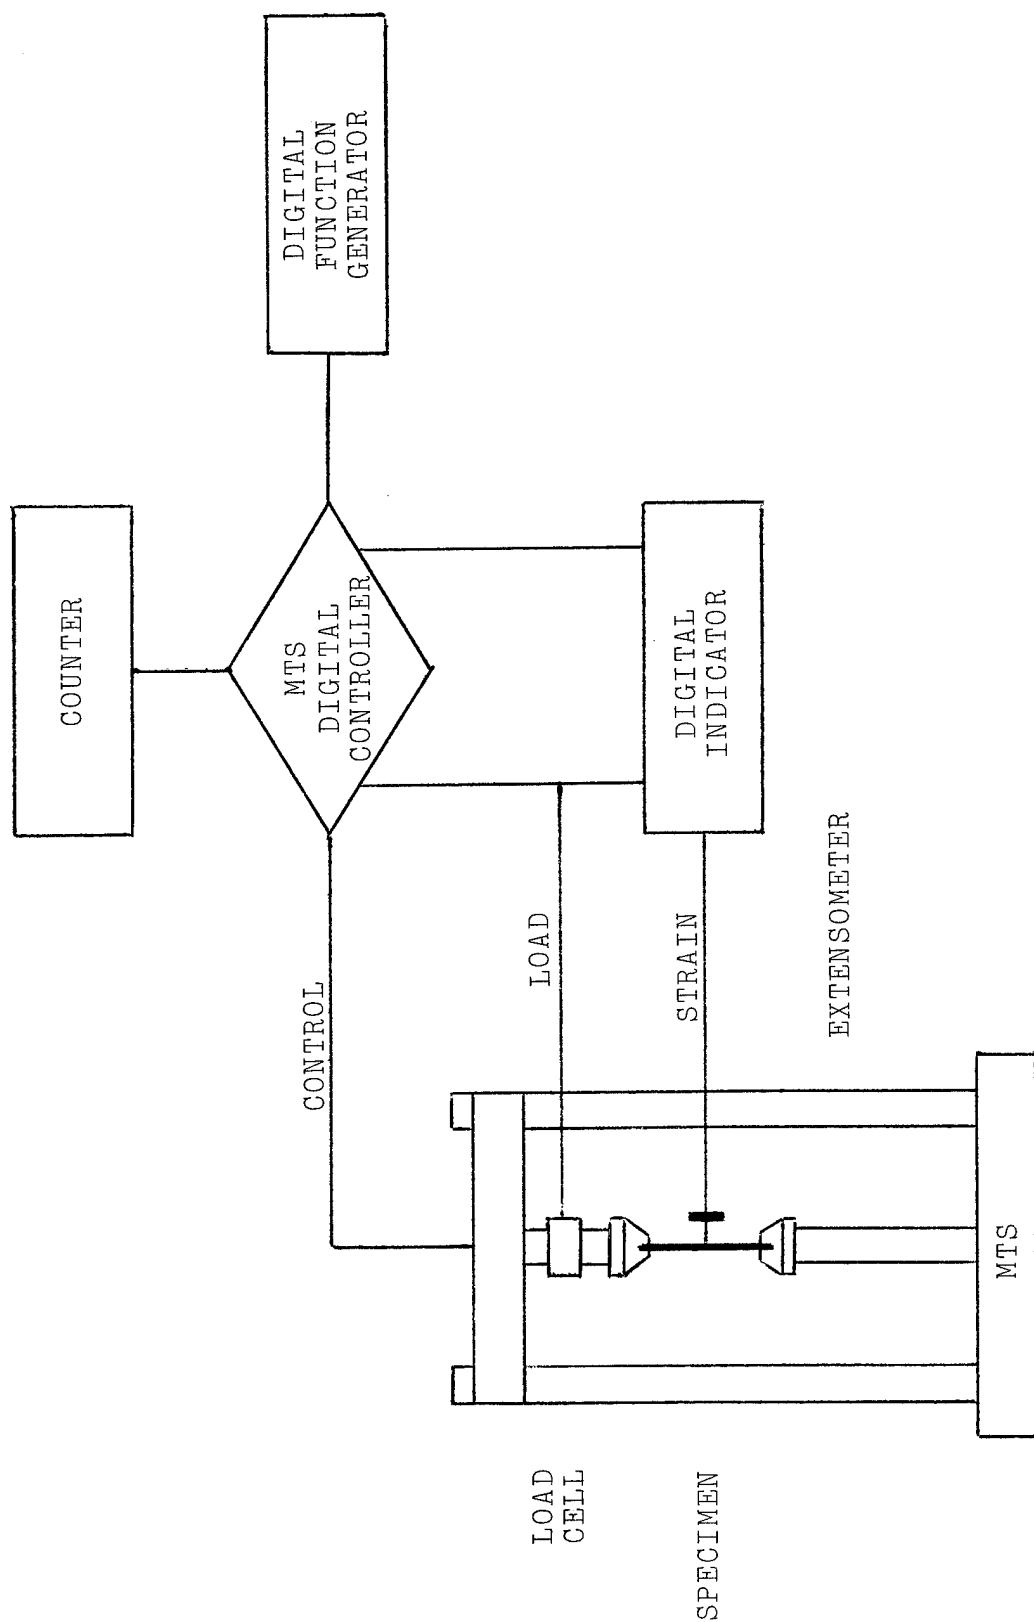 COUNTER
DIGITAL
FUNCTION
GENERATOR
MTS
DIGITAL
CONTROLLER
CONTROL
LOAD
DIGITAL
INDICATOR
STRAIN
EXTENSOMETER
LOAD
CELL
SPECIMEN
MTS